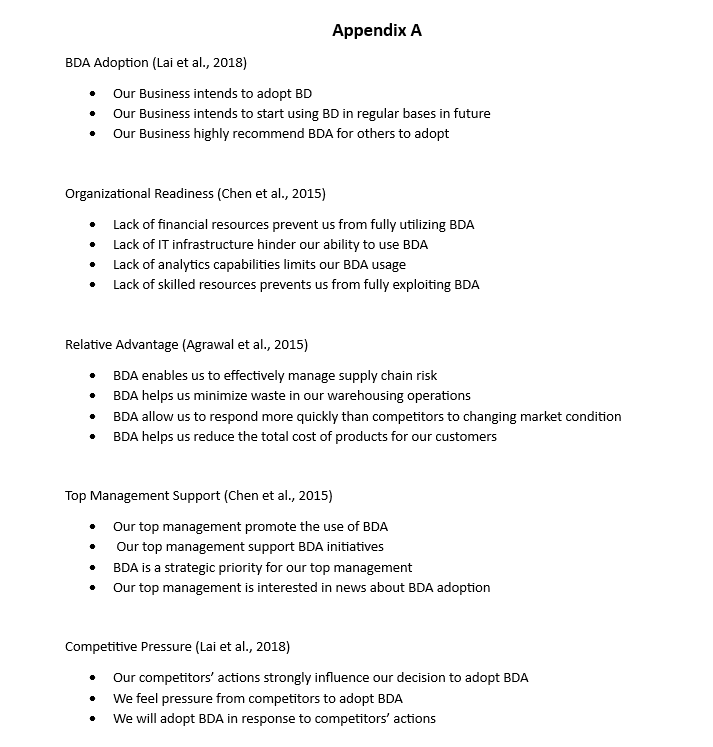 Appendix A
BDA Adoption (Lai et al., 2018)
• Our Business intends to adopt BD
• Our Business intends to start using BD in regular bases in future
• Our Business highly recommend BDA for others to adopt
Organizational Readiness (Chen et al., 2015)
• Lack of financial resources prevent us from fully utilizing BDA
• Lack of IT infrastructure hinder our ability to use BDA
• Lack of analytics capabilities limits our BDA usage
• Lack of skilled resources prevents us from fully exploiting BDA
Relative Advantage (Agrawal et al., 2015)
• BDA enables us to effectively manage supply chain risk
• BDA helps us minimize waste in our warehousing operations
• BDA allow us to respond more quickly than competitors to changing market condition
• BDA helps us reduce the total cost of products for our customers
Top Management Support (Chen et al., 2015)
• Our top management promote the use of BDA
• Our top management support BDA initiatives
• BDA is a strategic priority for our top management
• Our top management is interested in news about BDA adoption
Competitive Pressure (Lai et al., 2018)
• Our competitors’ actions strongly influence our decision to adopt BDA
• We feel pressure from competitors to adopt BDA
• We will adopt BDA in response to competitors’ actions